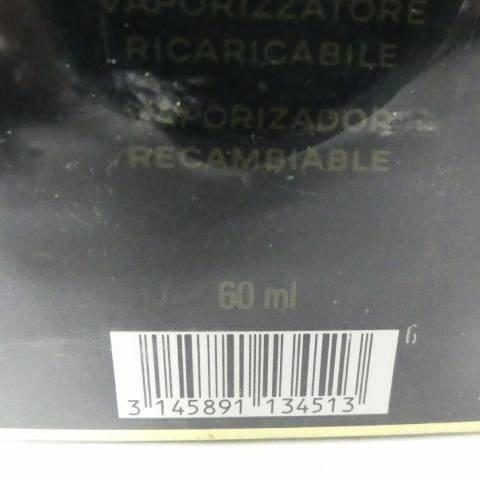 VAPORIZZATORE
RICARICABILE
•
VAPORIZADOR
RECAMBIABLE
60 ml
3 145891 134513